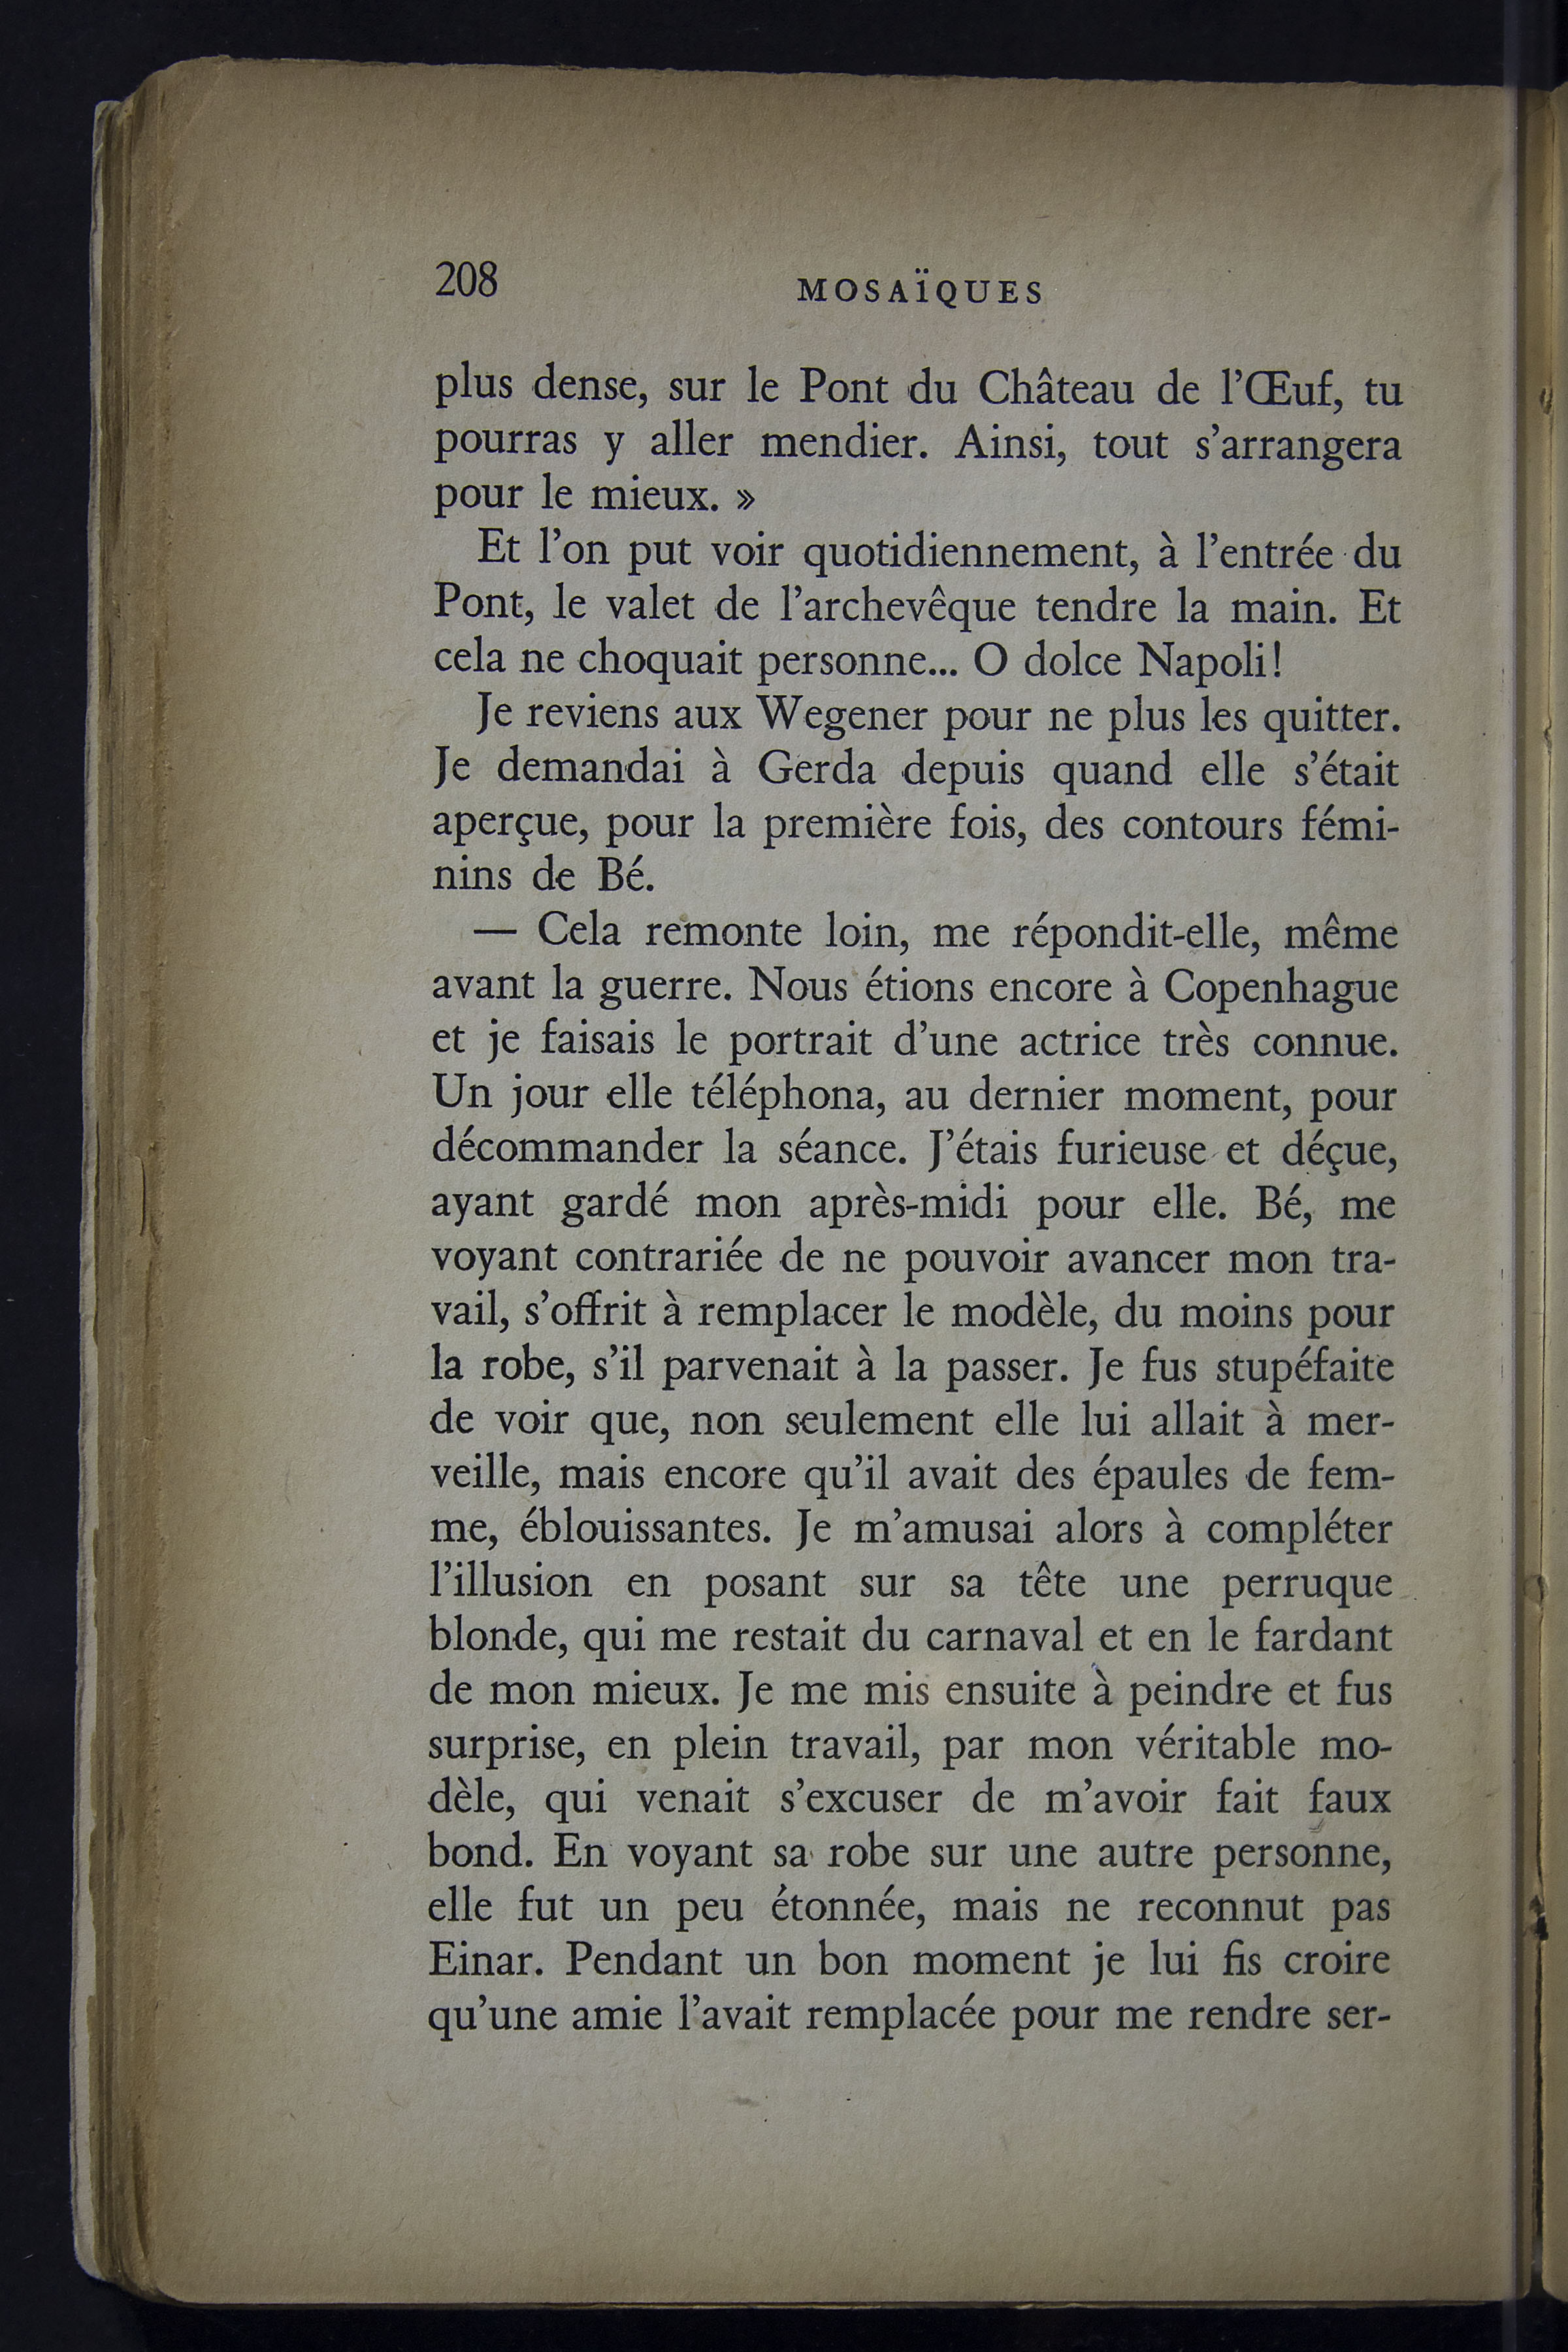 208
MOSAÏQUES
plus dense, sur le Pont du Château de l’Œuf, tu
pourras y aller mendier. Ainsi, tout s’arrangera
pour le mieux. »
Et l’on put voir quotidiennement, à l’entrée du
Pont, le valet de l’archevêque tendre la main. Et
cela ne choquait personne... O dolce Napoli!
Je reviens aux Wegener pour ne plus les quitter.
Je demandai à Gerda depuis quand elle s’était
aperçue, pour la première fois, des contours fémi-
nins de Bé.
— Cela remonte loin, me répondit-elle, même
avant la guerre. Nous étions encore à Copenhague
et je faisais le portrait d’une actrice très connue.
Un jour elle téléphona, au dernier moment, pour
décommander la séance. J’étais furieuse et déçue,
ayant gardé mon après-midi pour elle. Bé, me
voyant contrariée de ne pouvoir avancer mon tra-
vail, s’offrit à remplacer le modèle, du moins pour
la robe, s’il parvenait à la passer. Je fus stupéfaite
de voir que, non seulement elle lui allait à mer-
veille, mais encore qu’il avait des épaules de fem-
me, éblouissantes. Je m’amusai alors à compléter
l’illusion en posant sur sa tête une perruque
blonde, qui me restait du carnaval et en le fardant
de mon mieux. Je me mis ensuite à peindre et fus
surprise, en plein travail, par mon véritable mo-
dèle, qui venait s’excuser de m’avoir fait faux
bond. En voyant sa robe sur une autre personne,
elle fut un peu étonnée, mais ne reconnut pas
Einar. Pendant un bon moment je lui fis croire
qu’une amie l’avait remplacée pour me rendre ser-